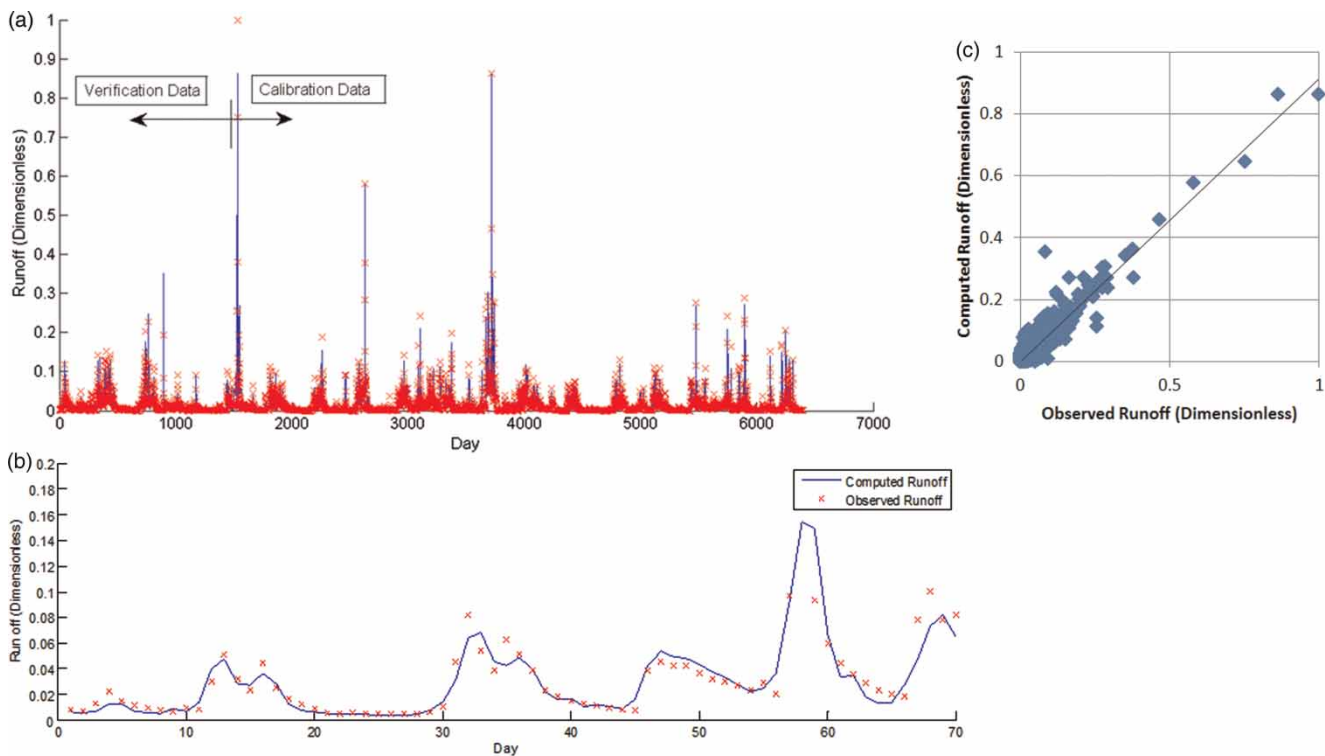 (a)
1
0.9
0.8
0.7
0.6
0.5
0.4
0.3
0.2
0.1
0
Runoff (Dimensionless)
Verification Data
Calibration Data
0 1000 2000 3000 4000 5000 6000 7000
Day
(c)
1
0.8
0.6
0.4
0.2
0
Computed Runoff (Dimensionless)
0 0.5 1
Observed Runoff (Dimensionless)
(b)
0.2
0.18
0.16
0.14
0.12
0.1
0.08
0.06
0.04
0.02
0
Run off (Dimensionless)
Computed Runoff
Observed Runoff
0 10 20 30 40 50 60 70
Day